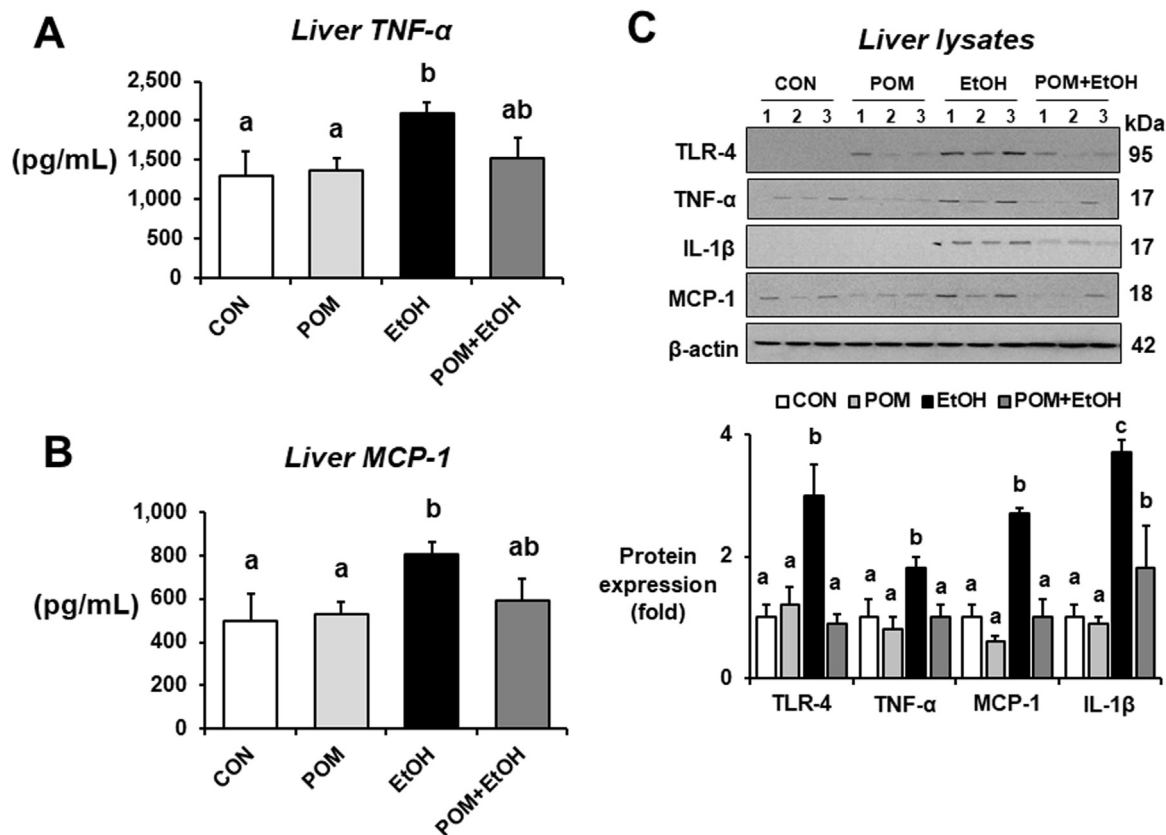 A
Liver TNF-α
(pg/mL)
2,500
2,000
1,500
1,000
500
0
a
a
b
ab
CON
POM
EtOH
POM+EtOH
B
Liver MCP-1
(pg/mL)
1,000
800
600
400
200
0
a
a
b
ab
CON
POM
EtOH
POM+EtOH
C
Liver lysates
CON POM EtOH POM+EtOH
1 2 3 1 2 3 1 2 3 1 2 3 kDa
TLR-4 95
TNF-α 17
IL-1β 17
MCP-1 18
β-actin 42
CON POM EtOH POM+EtOH
Protein
expression
(fold)
4
2
0
a a b a
a a b a
a a b a
a a c b
TLR-4 TNF-α MCP-1 IL-1β